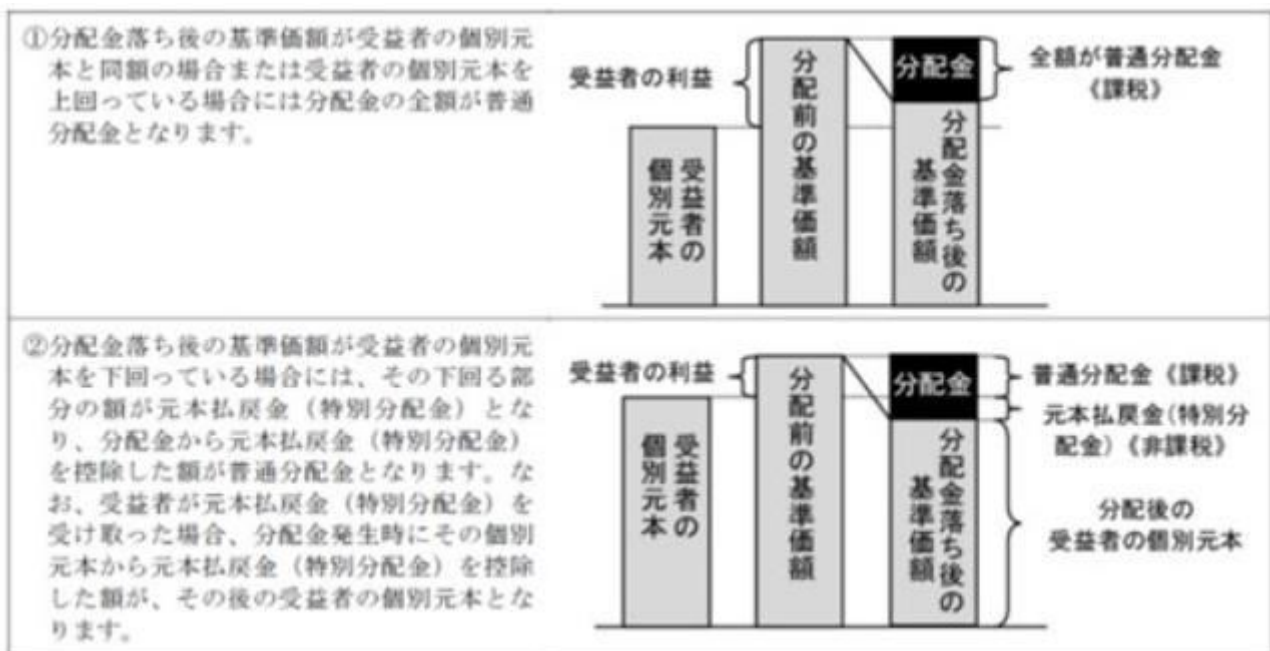 ①分配金落ち後の基準価額が受益者の個別元
本と同額の場合または受益者の個別元本を
上回っている場合には分配金の全額が普通
分配金となります。
受益者の利益
受益者の
個別元本
分配前の基準価額
分配金
分配金落ち後の
基準価額
全額が普通分配金
《課税》
②分配金落ち後の基準価額が受益者の個別元
本を下回っている場合には、その下回る部
分の額が元本払戻金（特別分配金）とな
り、分配金から元本払戻金（特別分配金）
を控除した額が普通分配金となります。な
お、受益者が元本払戻金（特別分配金）を
受け取った場合、分配金発生時にその個別
元本から元本払戻金（特別分配金）を控除
した額が、その後の受益者の個別元本とな
ります。
受益者の利益
受益者の
個別元本
分配前の基準価額
分配金
分配金落ち後の
基準価額
普通分配金《課税》
元本払戻金(特別分
配金)《非課税》
分配後の
受益者の個別元本